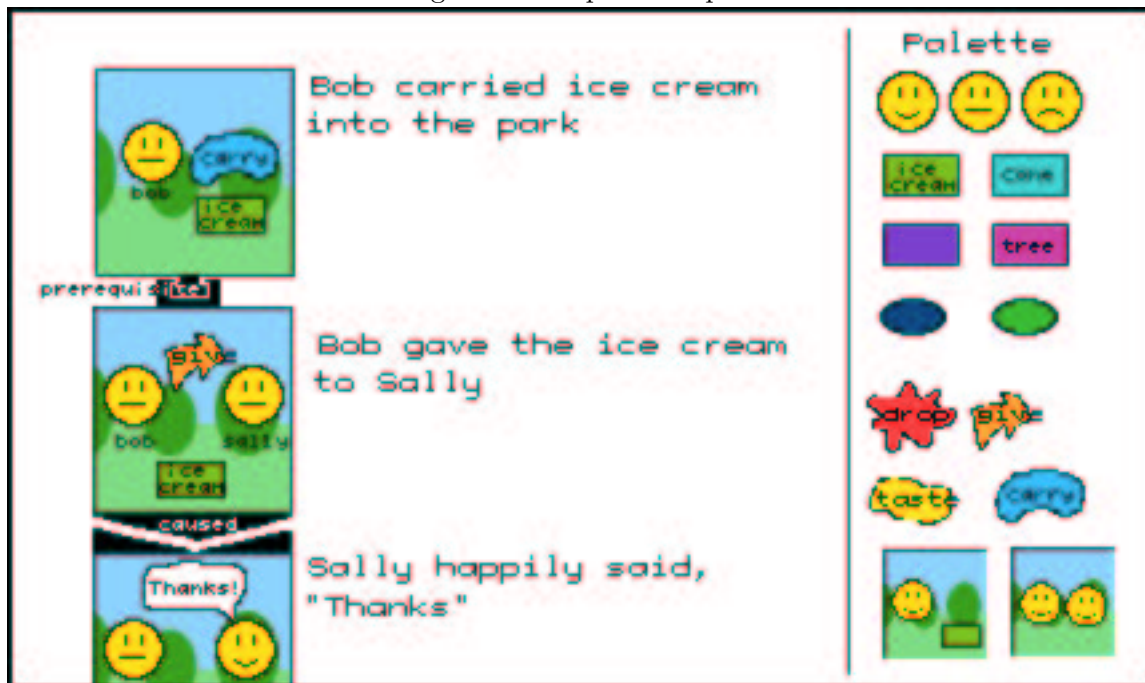 Palette
Bob carried ice cream
into the park
carry
bob
ice
cream
Bob gave the ice cream
to Sally
give
bob
sally
ice
cream
caused
Sally happily said,
"Thanks"
Thanks!
ice
cream
cone
tree
drop
give
taste
carry